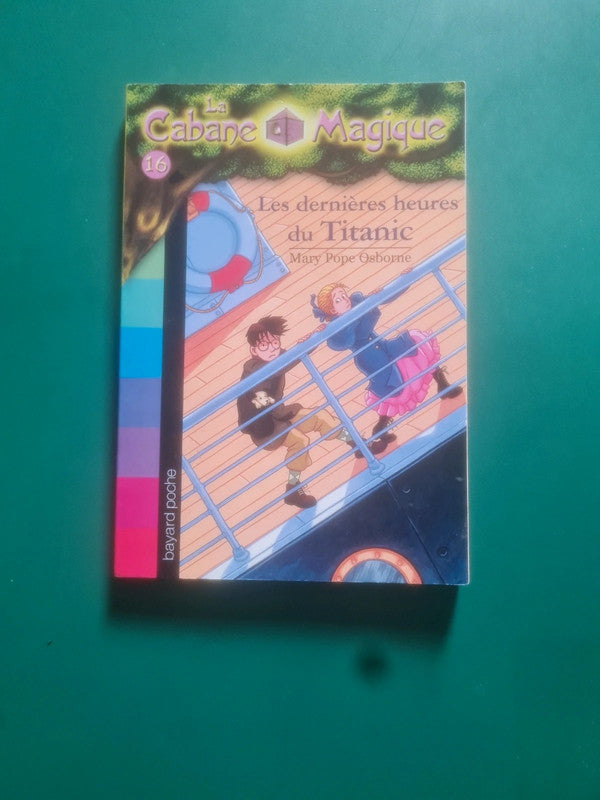 La
Cabane Magique
16
Les dernières heures
du Titanic
Mary Pope Osborne
bayard poche